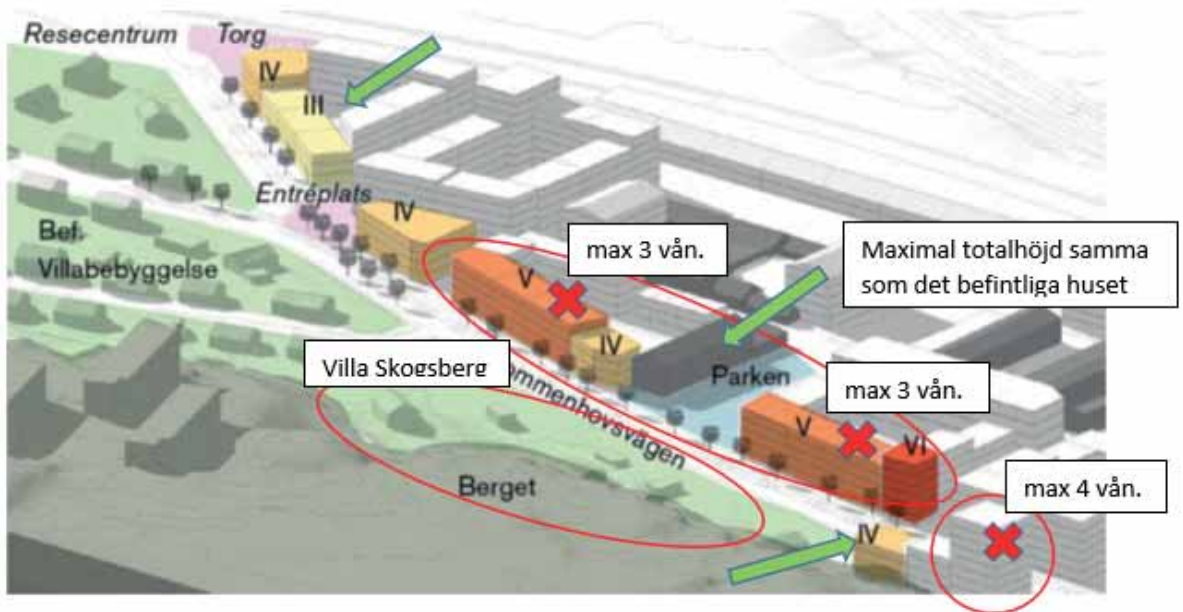 Resecentrum
Torg
IV
III
Entréplats
IV
Bef.
Villabebyggelse
max 3 vån.
Maximal totalhöjd samma
som det befintliga huset
V
IV
Villa Skogsberg
ommenhovsvägen
Parken
max 3 vån.
V
VI
Berget
max 4 vån.
IV